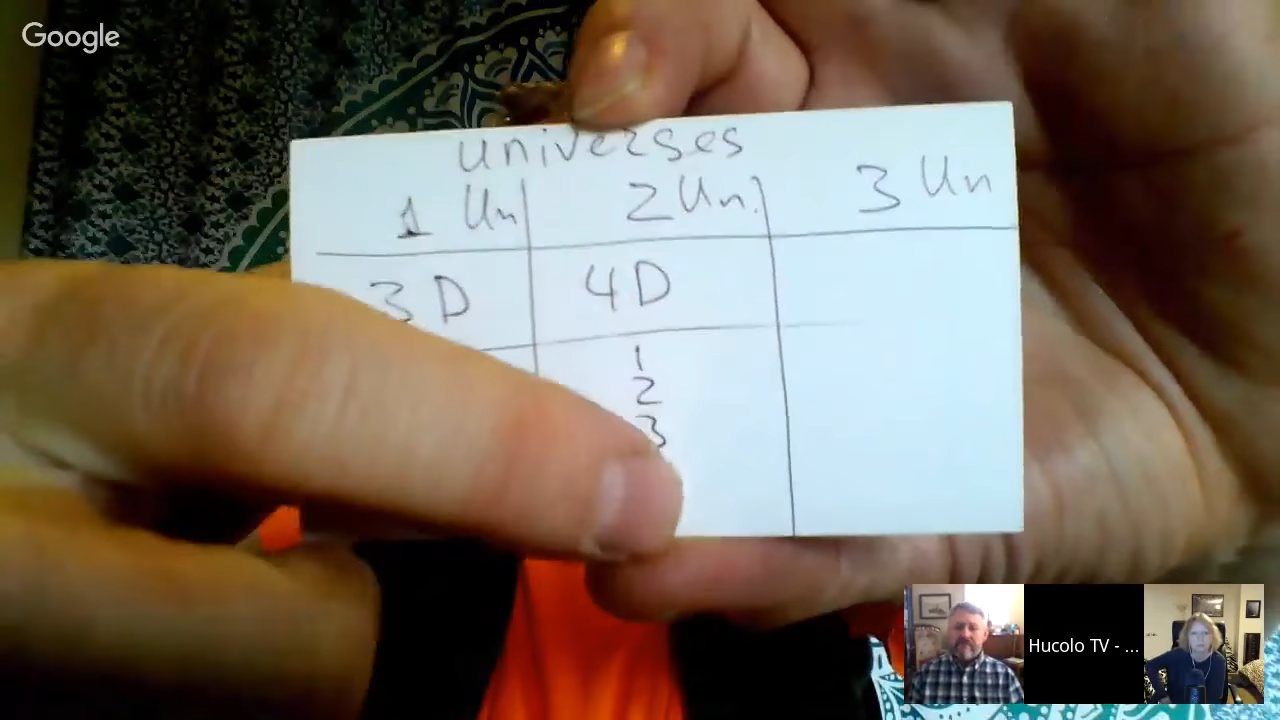 Google
universes
1 Un 2 Un. 3 Un
3D 4D
1
2
3
Hucolo TV - ...